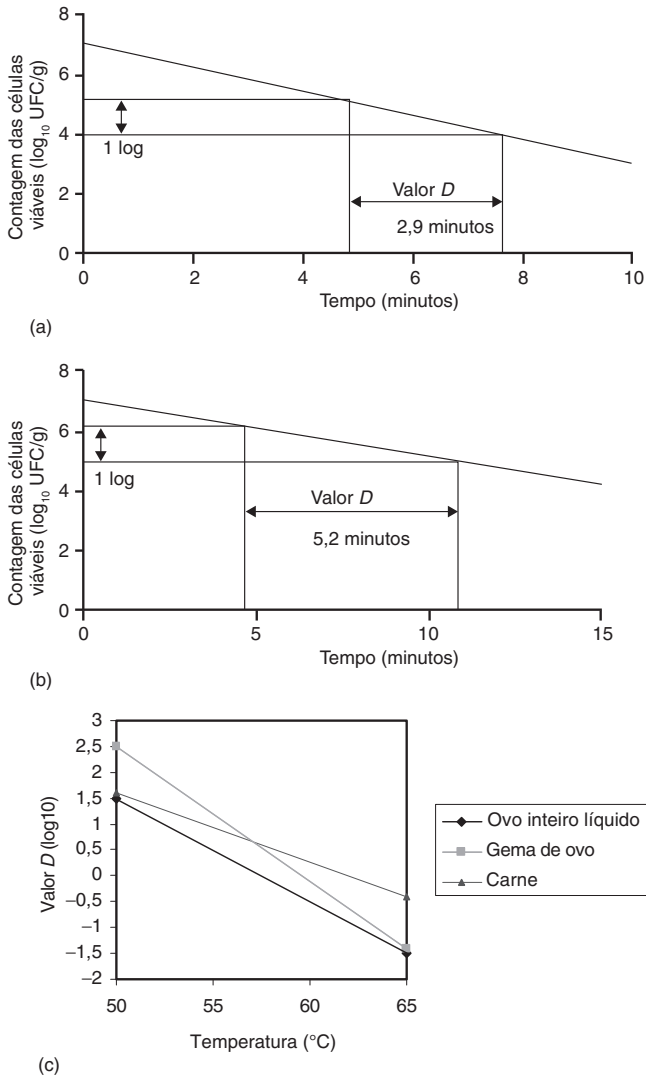 8
6
4
2
0
Contagem das células
viáveis (log₁₀ UFC/g)
1 log
Valor D
2,9 minutos
0 2 4 6 8 10
Tempo (minutos)
(a)
8
6
4
2
0
Contagem das células
viáveis (log₁₀ UFC/g)
1 log
Valor D
5,2 minutos
0 5 10 15
Tempo (minutos)
(b)
3
2,5
2
1,5
1
0,5
0
−0,5
−1
−1,5
−2
Valor D (log10)
50 55 60 65
Temperatura (°C)
Ovo inteiro líquido
Gema de ovo
Carne
(c)